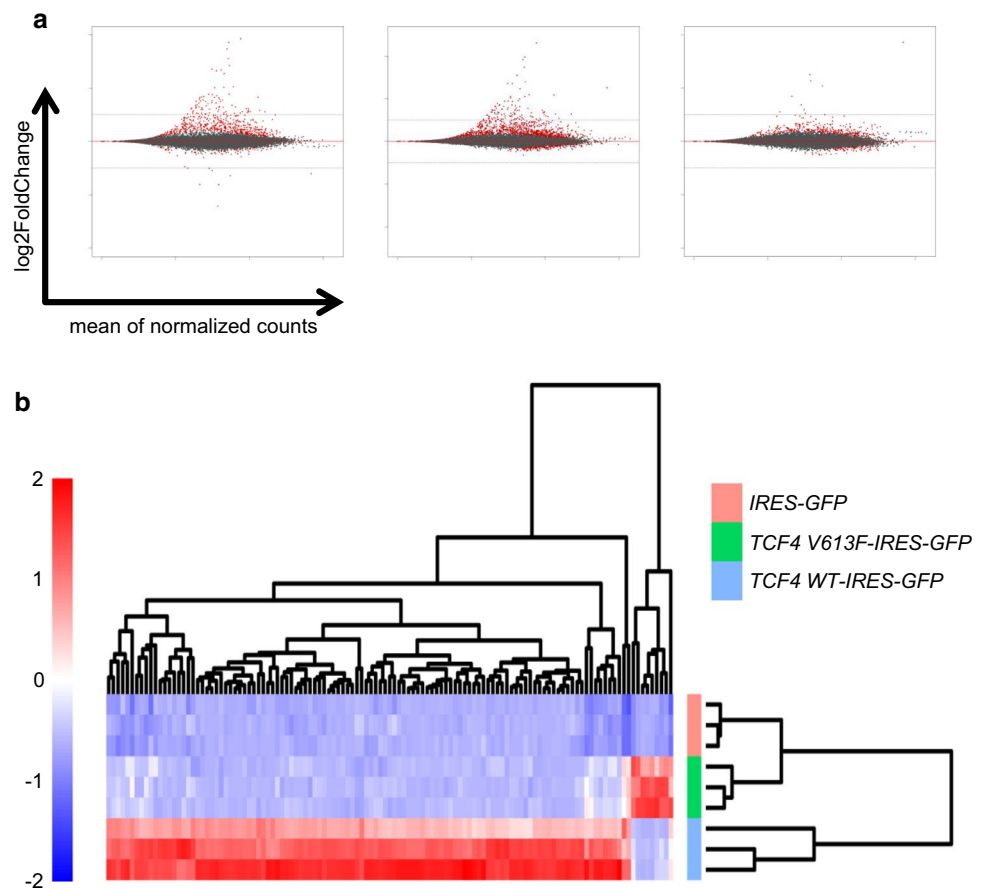 a
log2FoldChange
mean of normalized counts
b
2
1
0
-1
-2
IRES-GFP
TCF4 V613F-IRES-GFP
TCF4 WT-IRES-GFP